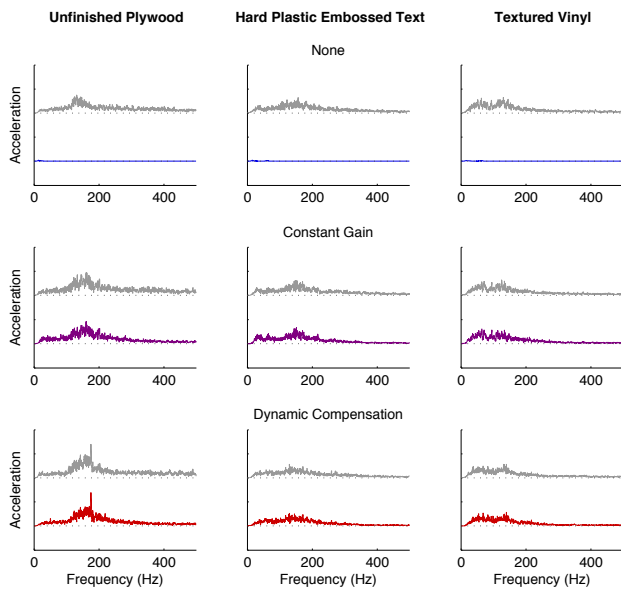 Unfinished Plywood Hard Plastic Embossed Text Textured Vinyl
None
Acceleration
0 200 400 0 200 400 0 200 400
Constant Gain
Acceleration
0 200 400 0 200 400 0 200 400
Dynamic Compensation
Acceleration
0 200 400 0 200 400 0 200 400
Frequency (Hz) Frequency (Hz) Frequency (Hz)